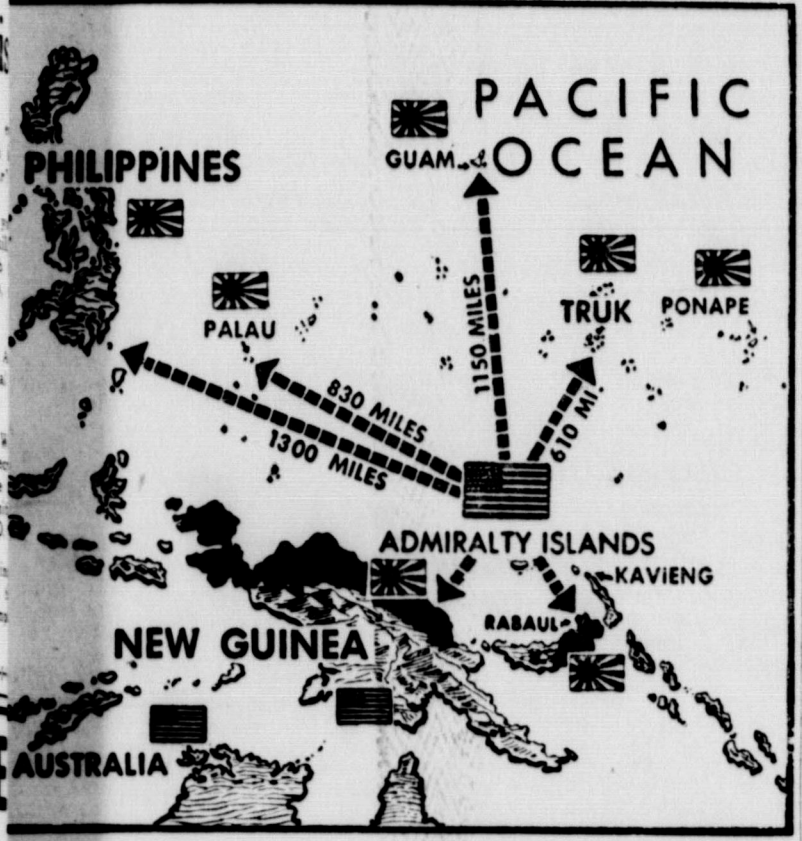 PACIFIC
OCEAN
GUAM
PHILIPPINES
PALAU
TRUK
PONAPE
1150 MILES
830 MILES
610 MI.
1300 MILES
ADMIRALTY ISLANDS
KAViENG
RABAUL
NEW GUINEA
AUSTRALIA